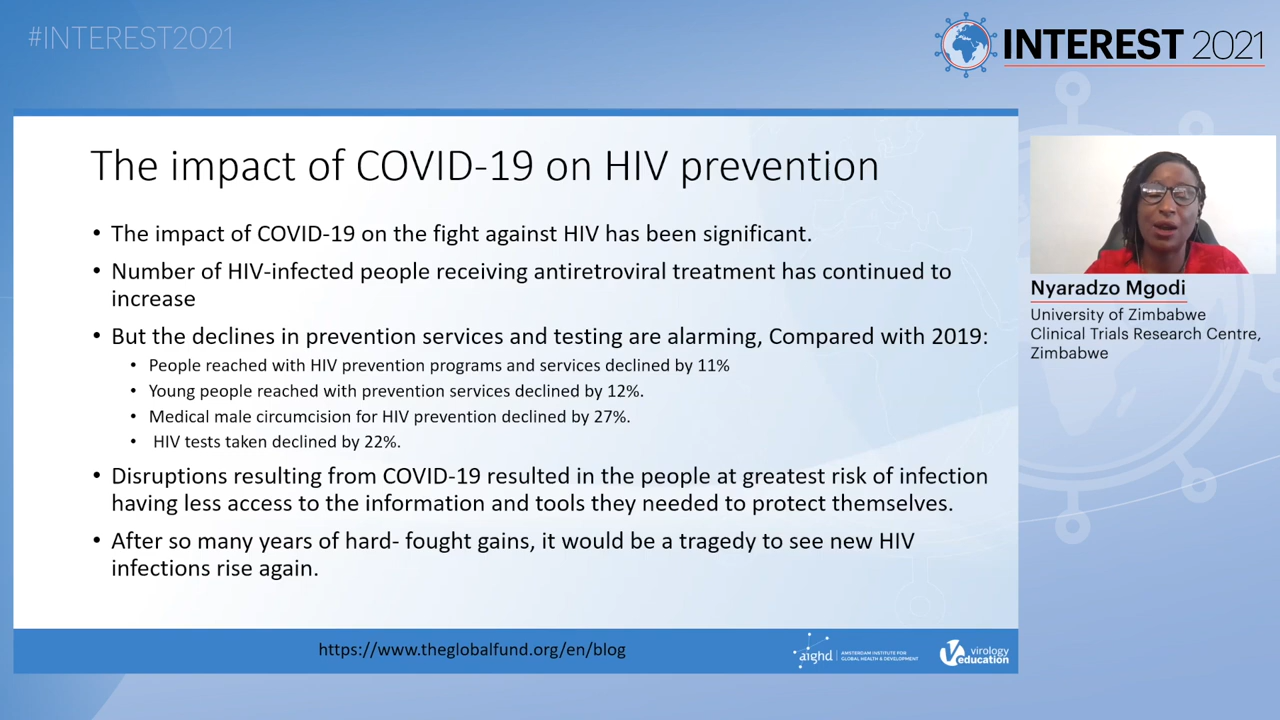 #INTEREST2021
INTEREST 2021
The impact of COVID-19 on HIV prevention
• The impact of COVID-19 on the fight against HIV has been significant.
• Number of HIV-infected people receiving antiretroviral treatment has continued to
increase
• But the declines in prevention services and testing are alarming, Compared with 2019:
• People reached with HIV prevention programs and services declined by 11%
• Young people reached with prevention services declined by 12%.
• Medical male circumcision for HIV prevention declined by 27%.
• HIV tests taken declined by 22%.
• Disruptions resulting from COVID-19 resulted in the people at greatest risk of infection
having less access to the information and tools they needed to protect themselves.
• After so many years of hard- fought gains, it would be a tragedy to see new HIV
infections rise again.
https://www.theglobalfund.org/en/blog
aighd
AMSTERDAM INSTITUTE FOR
GLOBAL HEALTH & DEVELOPMENT
virology
education
Nyaradzo Mgodi
University of Zimbabwe
Clinical Trials Research Centre,
Zimbabwe